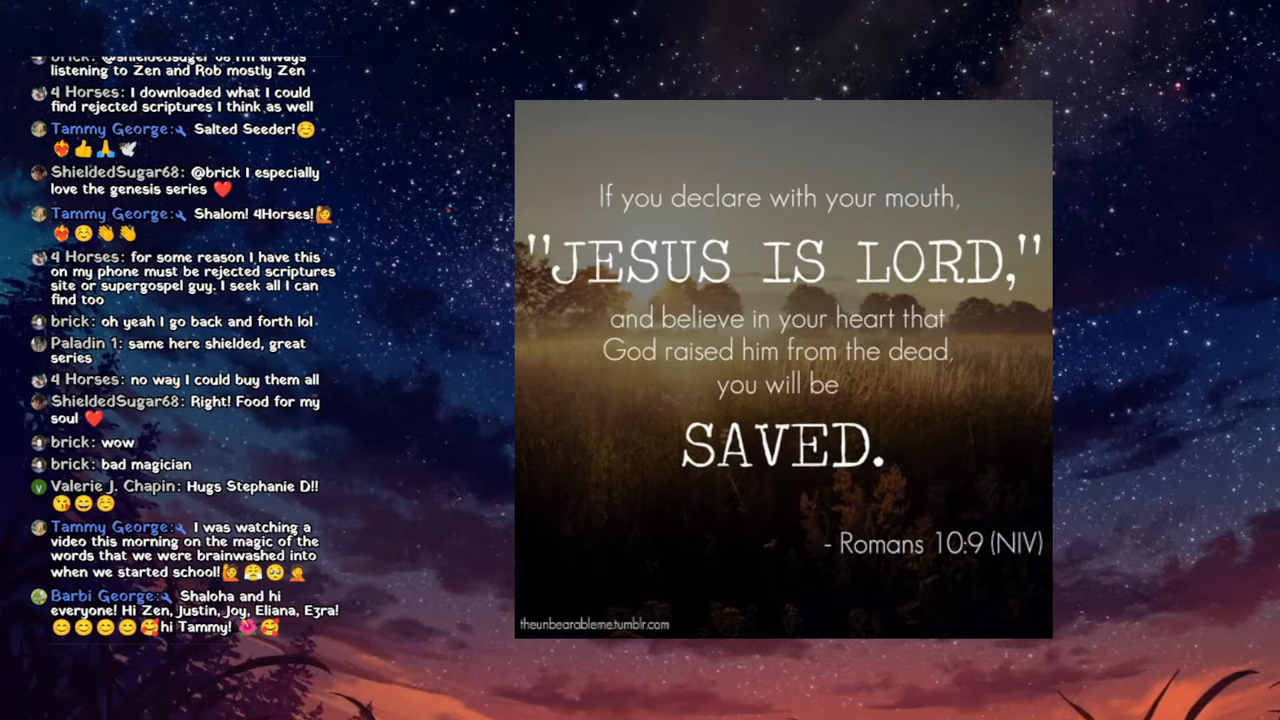 brick: @shieldedsuger 68 I'm always
listening to Zen and Rob mostly Zen
4 Horses: I downloaded what I could
find rejected scriptures I think as well
Tammy George: Salted Seeder!☺️
❤️‍🔥👍🙏🕊️
ShieldedSugar68: @brick I especially
love the genesis series ❤️
Tammy George: Shalom! 4Horses!🙋
❤️‍🔥☺️👏👏
4 Horses: for some reason I have this
on my phone must be rejected scriptures
site or supergospel guy. I seek all I can
find too
brick: oh yeah I go back and forth lol
Paladin 1: same here shielded, great
series
4 Horses: no way I could buy them all
ShieldedSugar68: Right! Food for my
soul ❤️
brick: wow
brick: bad magician
V
Valerie J. Chapin: Hugs Stephanie D!!
😘😄☺️
Tammy George: I was watching a
video this morning on the magic of the
words that we were brainwashed into
when we started school!🙋😤🥺🤦
Barbi George: Shaloha and hi
everyone! Hi Zen, Justin, Joy, Eliana, Ezra!
😊😊😊😊🥰hi Tammy! 🌺🥰
If you declare with your mouth,
"JESUS IS LORD,"
and believe in your heart that
God raised him from the dead,
you will be
SAVED.
- Romans 10:9 (NIV)
theunbearableme.tumblr.com